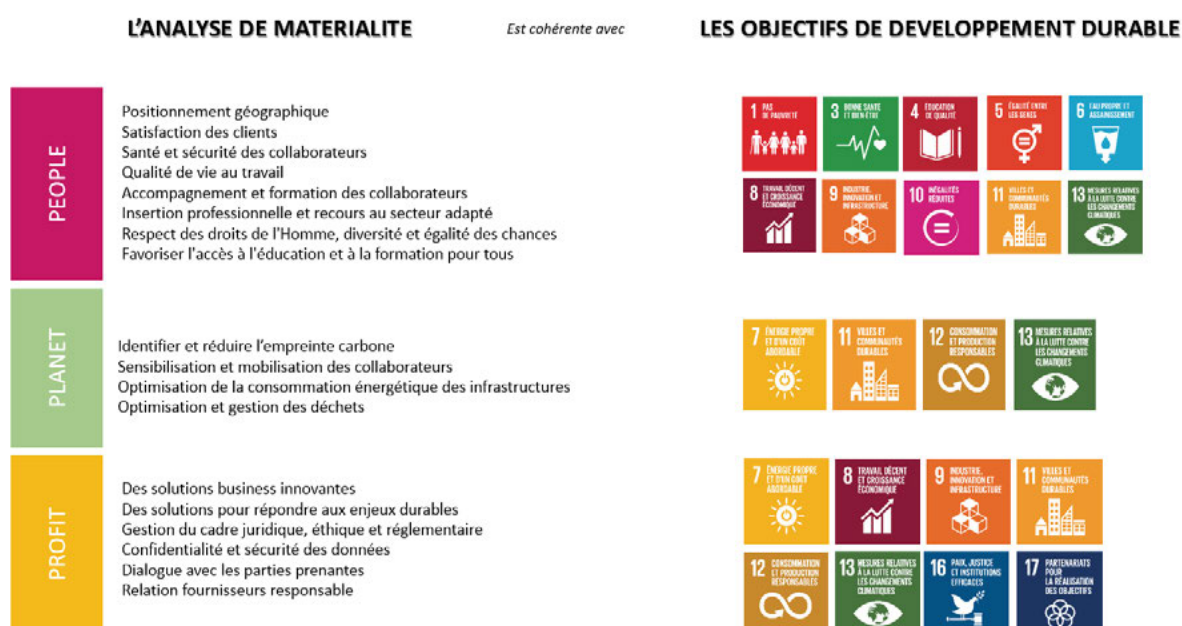 L'ANALYSE DE MATERIALITE
Est cohérente avec
LES OBJECTIFS DE DEVELOPPEMENT DURABLE
PEOPLE
Positionnement géographique
Satisfaction des clients
Santé et sécurité des collaborateurs
Qualité de vie au travail
Accompagnement et formation des collaborateurs
Insertion professionnelle et recours au secteur adapté
Respect des droits de l'Homme, diversité et égalité des chances
Favoriser l'accès à l'éducation et à la formation pour tous
1 PAS
DE PAUVRETÉ
3 BONNE SANTÉ
ET BIEN-ÊTRE
4 ÉDUCATION
DE QUALITÉ
5 ÉGALITÉ ENTRE
LES SEXES
6 EAU PROPRE ET
ASSAINISSEMENT
8 TRAVAIL DÉCENT
ET CROISSANCE
ÉCONOMIQUE
9 INDUSTRIE,
INNOVATION ET
INFRASTRUCTURE
10 INÉGALITÉS
RÉDUITES
11 VILLES ET
COMMUNAUTÉS
DURABLES
13 MESURES RELATIVES
À LA LUTTE CONTRE
LES CHANGEMENTS
CLIMATIQUES
PLANET
Identifier et réduire l'empreinte carbone
Sensibilisation et mobilisation des collaborateurs
Optimisation de la consommation énergétique des infrastructures
Optimisation et gestion des déchets
7 ÉNERGIE PROPRE
ET D'UN COÛT
ABORDABLE
11 VILLES ET
COMMUNAUTÉS
DURABLES
12 CONSOMMATION
ET PRODUCTION
RESPONSABLES
13 MESURES RELATIVES
À LA LUTTE CONTRE
LES CHANGEMENTS
CLIMATIQUES
PROFIT
Des solutions business innovantes
Des solutions pour répondre aux enjeux durables
Gestion du cadre juridique, éthique et réglementaire
Confidentialité et sécurité des données
Dialogue avec les parties prenantes
Relation fournisseurs responsable
7 ÉNERGIE PROPRE
ET D'UN COÛT
ABORDABLE
8 TRAVAIL DÉCENT
ET CROISSANCE
ÉCONOMIQUE
9 INDUSTRIE,
INNOVATION ET
INFRASTRUCTURE
11 VILLES ET
COMMUNAUTÉS
DURABLES
12 CONSOMMATION
ET PRODUCTION
RESPONSABLES
13 MESURES RELATIVES
À LA LUTTE CONTRE
LES CHANGEMENTS
CLIMATIQUES
16 PAIX, JUSTICE
ET INSTITUTIONS
EFFICACES
17 PARTENARIATS
POUR
LA RÉALISATION
DES OBJECTIFS